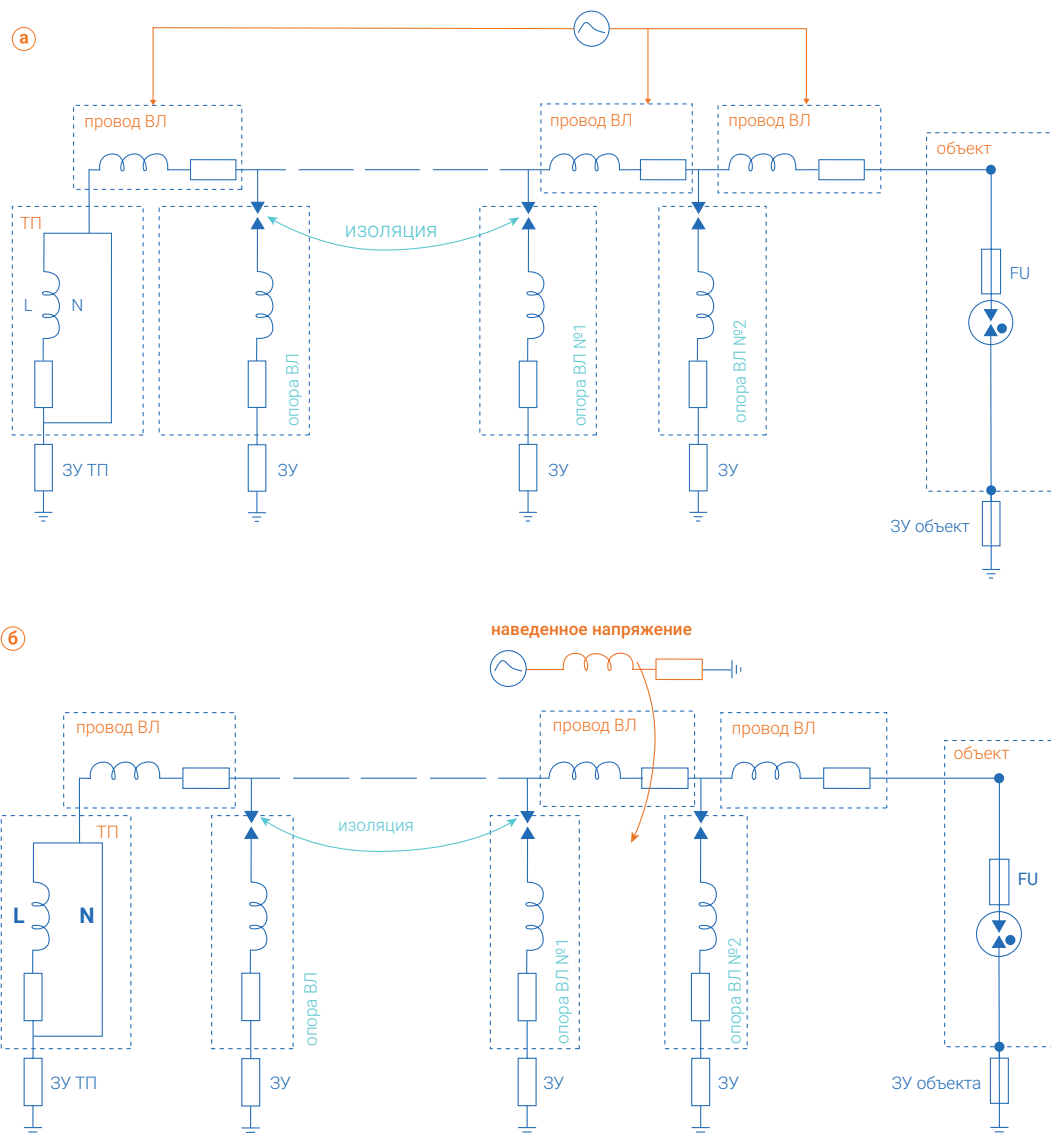 а
провод ВЛ
провод ВЛ
провод ВЛ
объект
ТП
изоляция
L
N
FU
опора ВЛ
опора ВЛ №1
опора ВЛ №2
ЗУ ТП
ЗУ
ЗУ
ЗУ
ЗУ объект
б
наведенное напряжение
провод ВЛ
провод ВЛ
провод ВЛ
объект
ТП
изоляция
L
N
FU
опора ВЛ
опора ВЛ №1
опора ВЛ №2
ЗУ ТП
ЗУ
ЗУ
ЗУ
ЗУ объекта